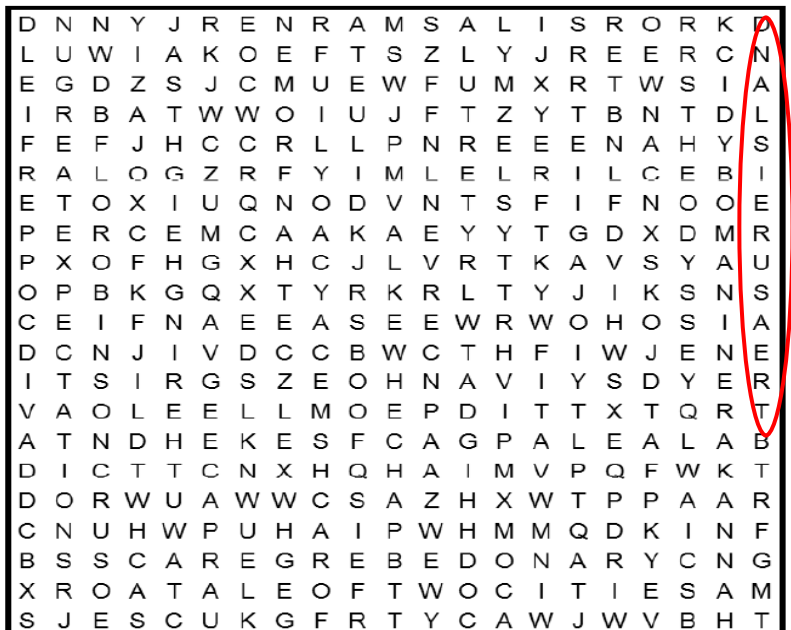 D N N Y J R E N R A M S A L I S R O R K D
L U W I A K O E F T S Z L Y J R E E R C N
E G D Z S J C M U E W F U M X R T W S I A
I R B A T W W O I U J F T Z Y T B N T D L
F E F J H C C R L L P N R E E E N A H Y S
R A L O G Z R F Y I M L E L R I L C E B I
E T O X I U Q N O D V N T S F I F N O O E
P E R C E M C A A K A E Y Y T G D X D M R
P X O F H G X H C J L V R T K A V S Y A U
O P B K G Q X T Y R K R L T Y J I K S N S
C E I F N A E E A S E E W R W O H O S I A
D C N J I V D C C B W C T H F I W J E N E
I T S I R G S Z E O H N A V I Y S D Y E R
V A O L E E L L M O E P D I T T X T Q R T
A T N D H E K E S F C A G P A L E A L A B
D I C T T C N X H Q H A I M V P Q F W K T
D O R W U A W W C S A Z H X W T P P A A R
C N U H W P U H A I P W H M M Q D K I N F
B S S C A R E G R E B E D O N A R Y C N G
X R O A T A L E O F T W O C I T I E S A M
S J E S C U K G F R T Y C A W J W V B H T